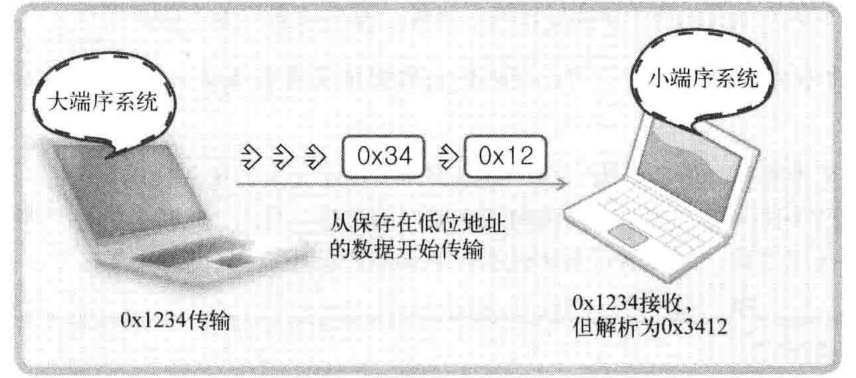 大端序系统
小端序系统
0x34
0x12
从保存在低位地址
的数据开始传输
0x1234传输
0x1234接收，
但解析为0x3412